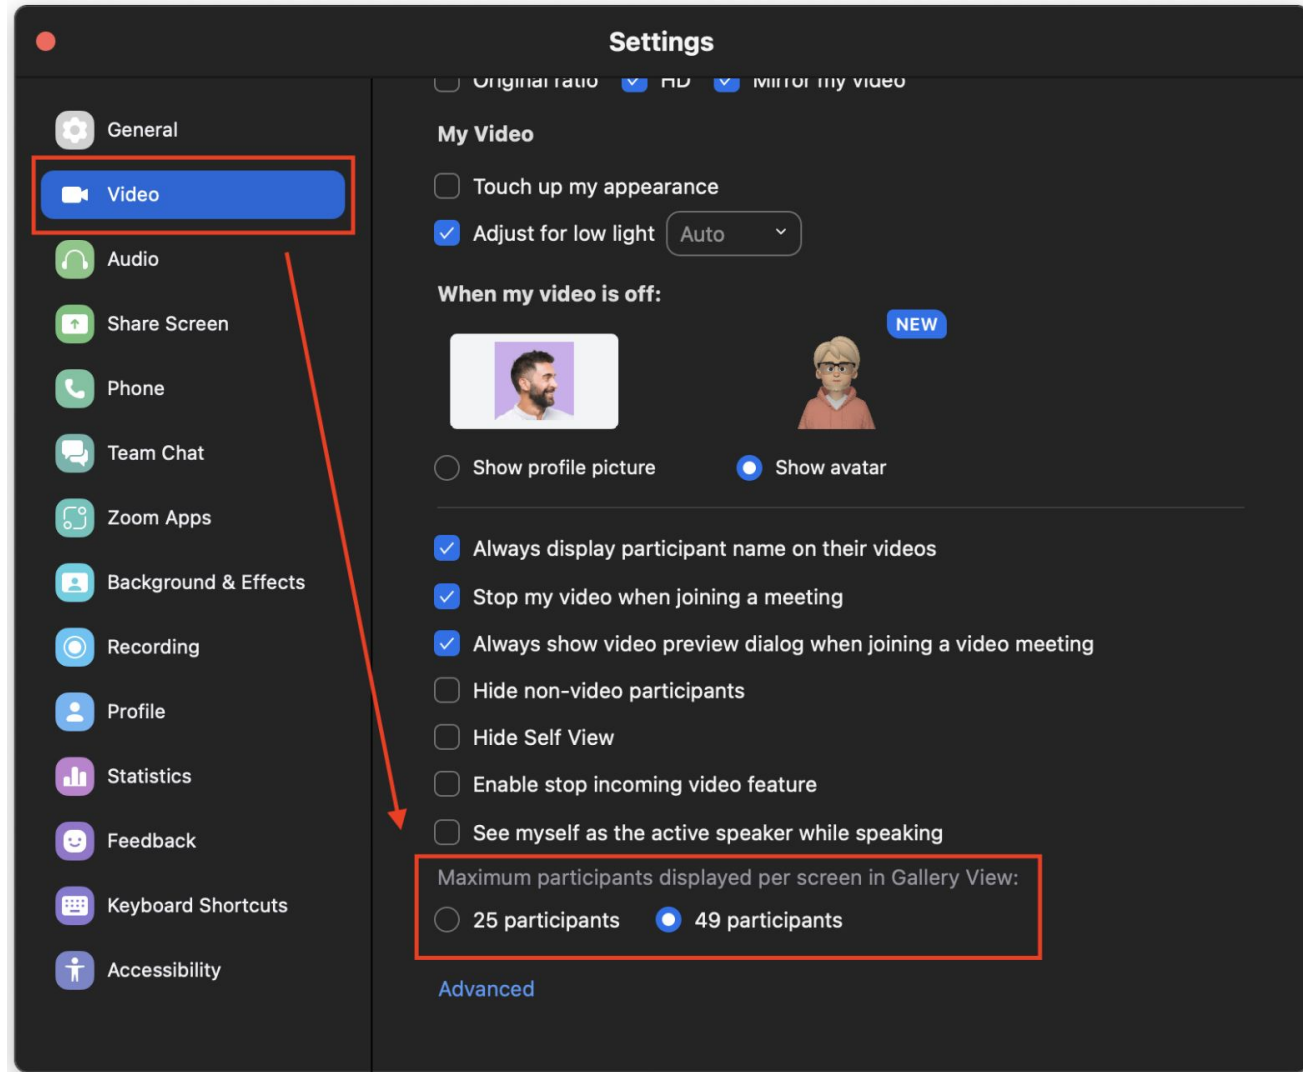 Settings
General
Video
Audio
Share Screen
Phone
Team Chat
Zoom Apps
Background & Effects
Recording
Profile
Statistics
Feedback
Keyboard Shortcuts
Accessibility
Original ratio HD Mirror my video
My Video
Touch up my appearance
Adjust for low light Auto
When my video is off:
NEW
Show profile picture Show avatar
Always display participant name on their videos
Stop my video when joining a meeting
Always show video preview dialog when joining a video meeting
Hide non-video participants
Hide Self View
Enable stop incoming video feature
See myself as the active speaker while speaking
Maximum participants displayed per screen in Gallery View:
25 participants 49 participants
Advanced